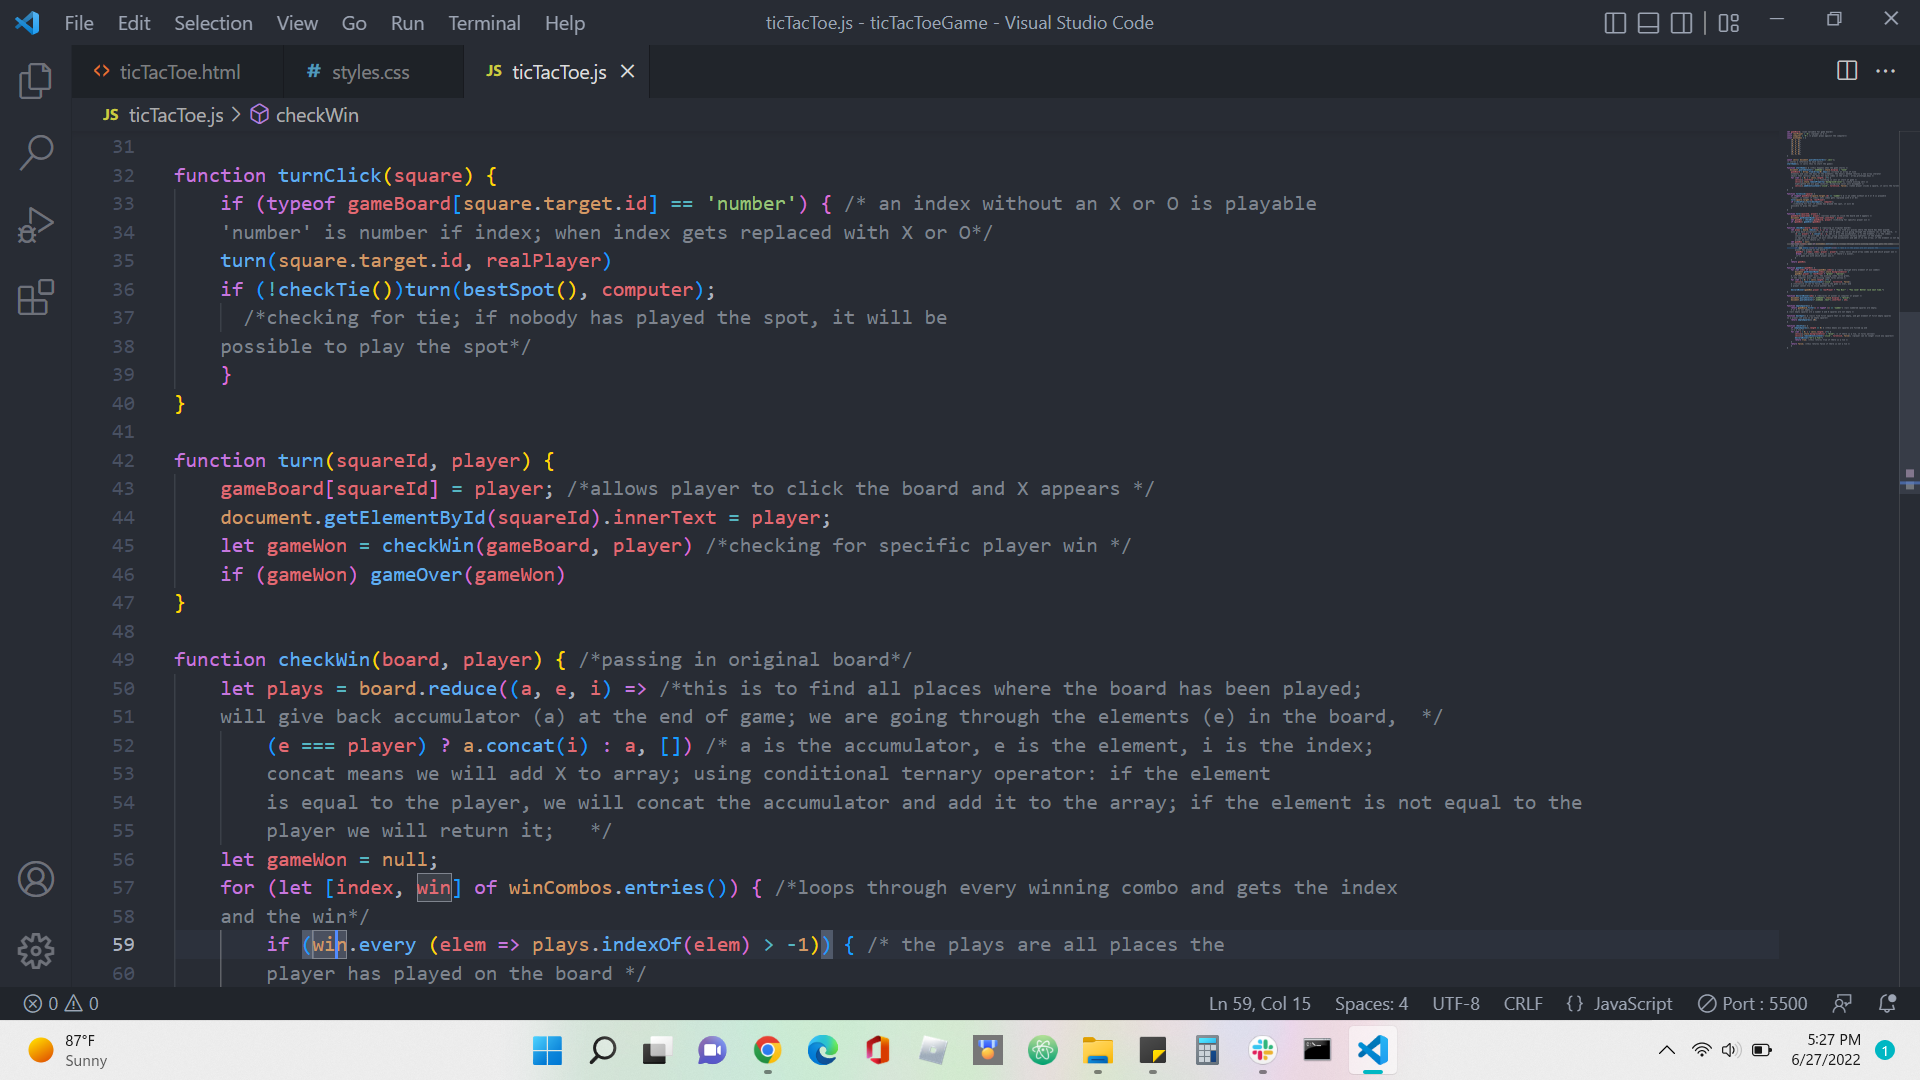 File Edit Selection View Go Run Terminal Help
ticTacToe.js - ticTacToeGame - Visual Studio Code
ticTacToe.html
# styles.css
JS ticTacToe.js
JS ticTacToe.js > checkWin
31
32 function turnClick(square) {
33 if (typeof gameBoard[square.target.id] == 'number') { /* an index without an X or O is playable
34 'number' is number if index; when index gets replaced with X or O*/
35 turn(square.target.id, realPlayer)
36 if (!checkTie())turn(bestSpot(), computer);
37 /*checking for tie; if nobody has played the spot, it will be
38 possible to play the spot*/
39 }
40 }
41
42 function turn(squareId, player) {
43 gameBoard[squareId] = player; /*allows player to click the board and X appears */
44 document.getElementById(squareId).innerText = player;
45 let gameWon = checkWin(gameBoard, player) /*checking for specific player win */
46 if (gameWon) gameOver(gameWon)
47 }
48
49 function checkWin(board, player) { /*passing in original board*/
50 let plays = board.reduce((a, e, i) => /*this is to find all places where the board has been played;
51 will give back accumulator (a) at the end of game; we are going through the elements (e) in the board,  */
52 (e === player) ? a.concat(i) : a, []) /* a is the accumulator, e is the element, i is the index;
53 concat means we will add X to array; using conditional ternary operator: if the element
54 is equal to the player, we will concat the accumulator and add it to the array; if the element is not equal to the
55 player we will return it;   */
56 let gameWon = null;
57 for (let [index, win] of winCombos.entries()) { /*loops through every winning combo and gets the index
58 and the win*/
59 if (win.every (elem => plays.indexOf(elem) > -1)) { /* the plays are all places the
60 player has played on the board */
0 0
Ln 59, Col 15 Spaces: 4 UTF-8 CRLF {} JavaScript Port : 5500
87°F
Sunny
5:27 PM
6/27/2022
1